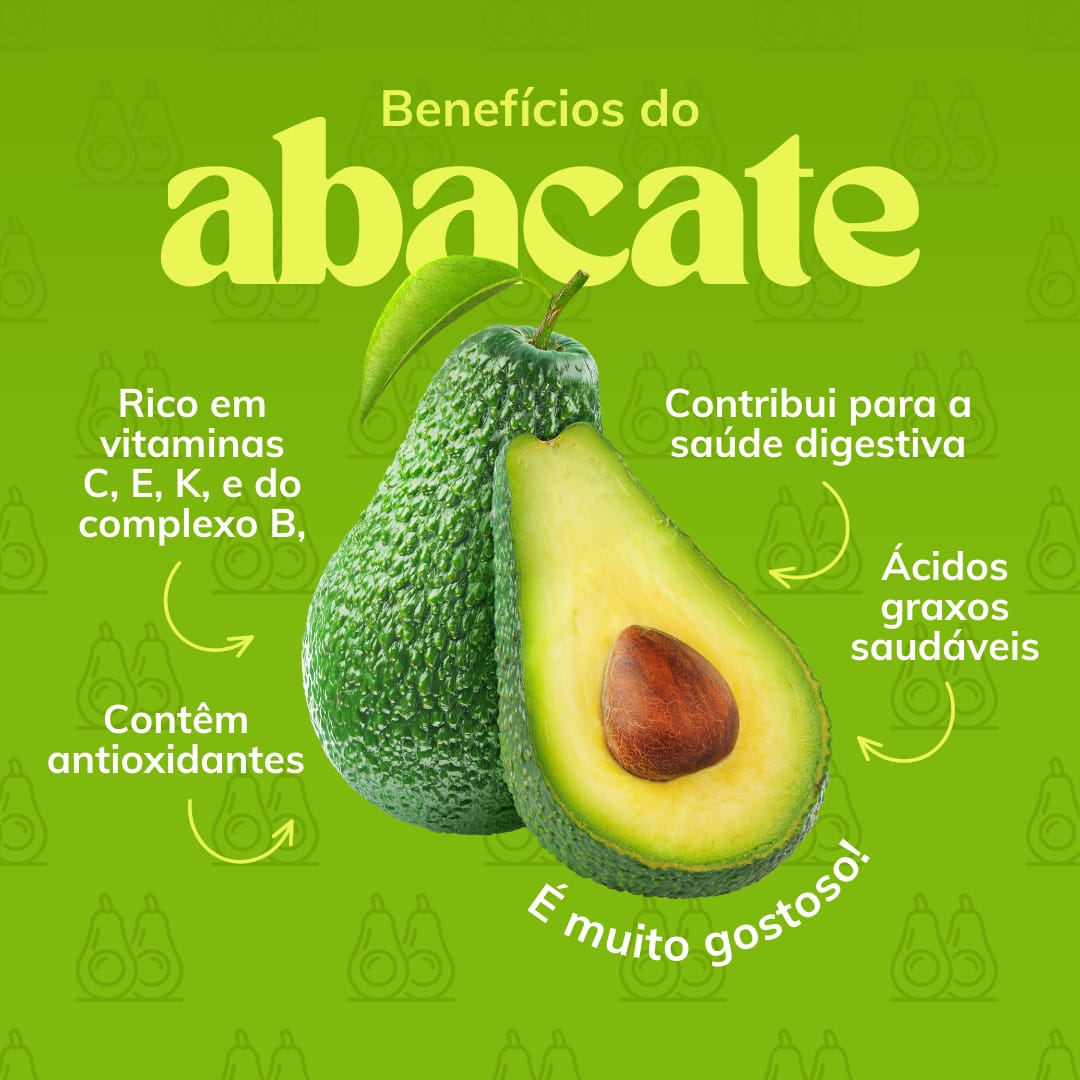 Benefícios do
abacate
Rico em
vitaminas
C, E, K, e do
complexo B,
Contribui para a
saúde digestiva
Ácidos
graxos
saudáveis
Contêm
antioxidantes
É muito gostoso!